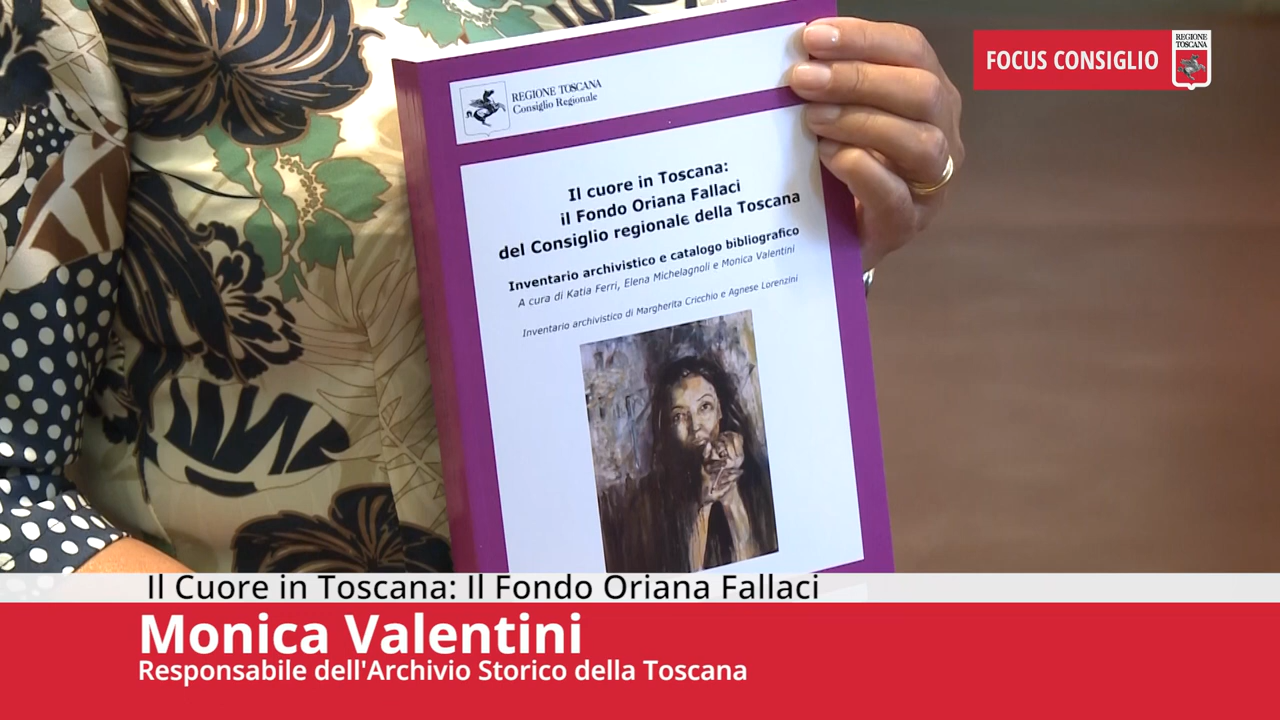 FOCUS CONSIGLIO
REGIONE
TOSCANA
REGIONE TOSCANA
Consiglio Regionale
Il cuore in Toscana:
il Fondo Oriana Fallaci
del Consiglio regionale della Toscana
Inventario archivistico e catalogo bibliografico
A cura di Katia Ferri, Elena Michelagnoli e Monica Valentini
Inventario archivistico di Margherita Cricchio e Agnese Lorenzini
Il Cuore in Toscana: Il Fondo Oriana Fallaci
Monica Valentini
Responsabile dell'Archivio Storico della Toscana